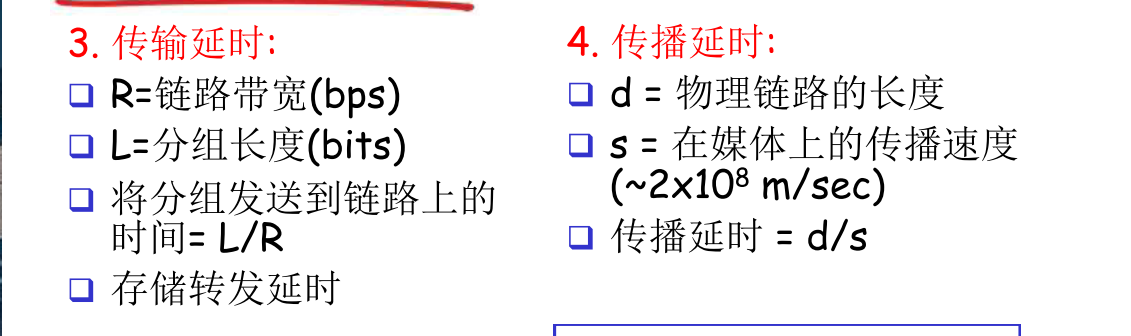 3. 传输延时:
R=链路带宽(bps)
L=分组长度(bits)
将分组发送到链路上的
时间= L/R
存储转发延时
4. 传播延时:
d = 物理链路的长度
s = 在媒体上的传播速度
(~2x10⁸ m/sec)
传播延时 = d/s